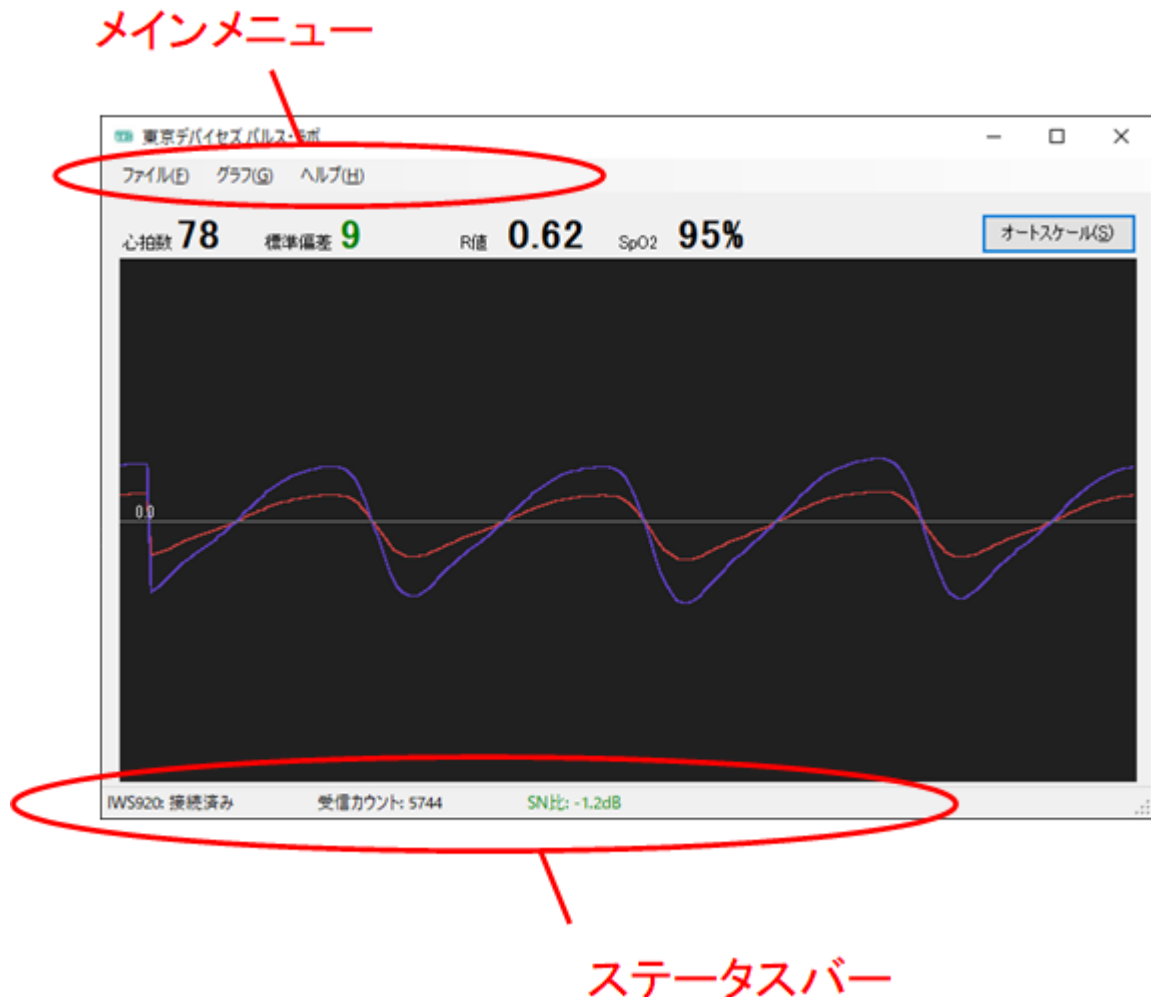 メインメニュー
東京デバイセズ パルス・ラボ
ファイル(F) グラフ(G) ヘルプ(H)
心拍数 78 標準偏差 9 R値 0.62 SpO2 95% オートスケール(S)
0.0
IWS920: 接続済み 受信カウント: 5744 SN比: -1.2dB
ステータスバー